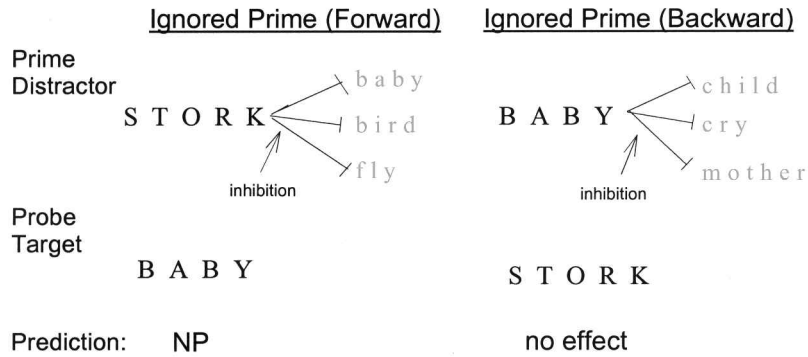 Ignored Prime (Forward) Ignored Prime (Backward)
Prime
Distractor
STORK
baby
bird
fly
inhibition
BABY
child
cry
mother
inhibition
Probe
Target
BABY STORK
Prediction: NP no effect